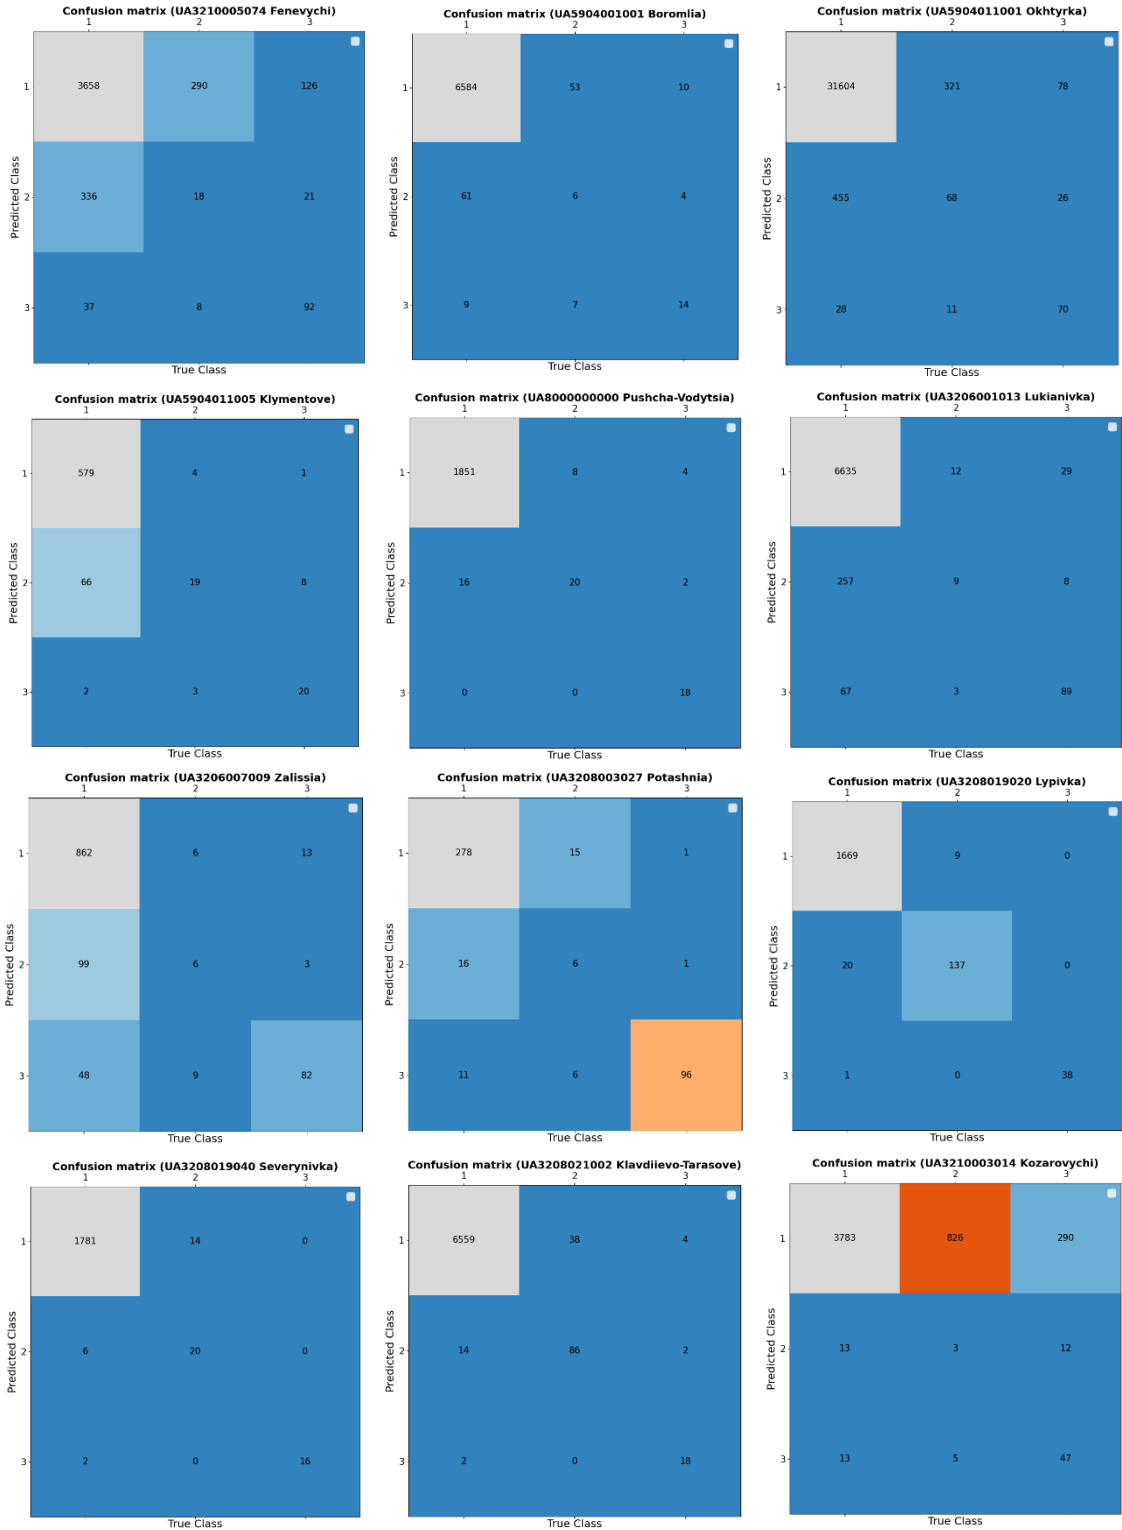 Confusion matrix (UA3210005074 Fenevychi)
1 2 3
1 3658 290 126
2 336 18 21
3 37 8 92
Predicted Class
True Class
Confusion matrix (UA5904001001 Boromlia)
1 2 3
1 6584 53 10
2 61 6 4
3 9 7 14
Predicted Class
True Class
Confusion matrix (UA5904011001 Okhtyrka)
1 2 3
1 31604 321 78
2 455 68 26
3 28 11 70
Predicted Class
True Class
Confusion matrix (UA5904011005 Klymentove)
1 2 3
1 579 4 1
2 66 19 8
3 2 3 20
Predicted Class
True Class
Confusion matrix (UA8000000000 Pushcha-Vodytsia)
1 2 3
1 1851 8 4
2 16 20 2
3 0 0 18
Predicted Class
True Class
Confusion matrix (UA3206001013 Lukianivka)
1 2 3
1 6635 12 29
2 257 9 8
3 67 3 89
Predicted Class
True Class
Confusion matrix (UA3206007009 Zalissia)
1 2 3
1 862 6 13
2 99 6 3
3 48 9 82
Predicted Class
True Class
Confusion matrix (UA3208003027 Potashnia)
1 2 3
1 278 15 1
2 16 6 1
3 11 6 96
Predicted Class
True Class
Confusion matrix (UA3208019020 Lypivka)
1 2 3
1 1669 9 0
2 20 137 0
3 1 0 38
Predicted Class
True Class
Confusion matrix (UA3208019040 Severynivka)
1 2 3
1 1781 14 0
2 6 20 0
3 2 0 16
Predicted Class
True Class
Confusion matrix (UA3208021002 Klavdiievo-Tarasove)
1 2 3
1 6559 38 4
2 14 86 2
3 2 0 18
Predicted Class
True Class
Confusion matrix (UA3210003014 Kozarovychi)
1 2 3
1 3783 826 290
2 13 3 12
3 13 5 47
Predicted Class
True Class